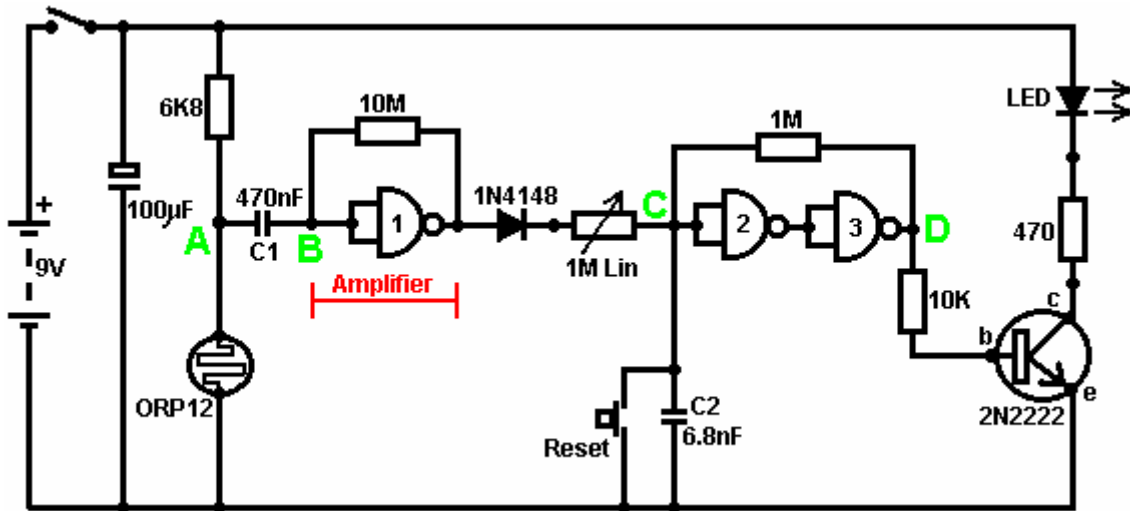 10M
1M
LED
6K8
470nF
1N4148
C
+
100µF
1
2
3
A
C1
B
D
470
9V
1M Lin
Amplifier
10K
c
b
ORP12
C2
e
Reset
6.8nF
2N2222